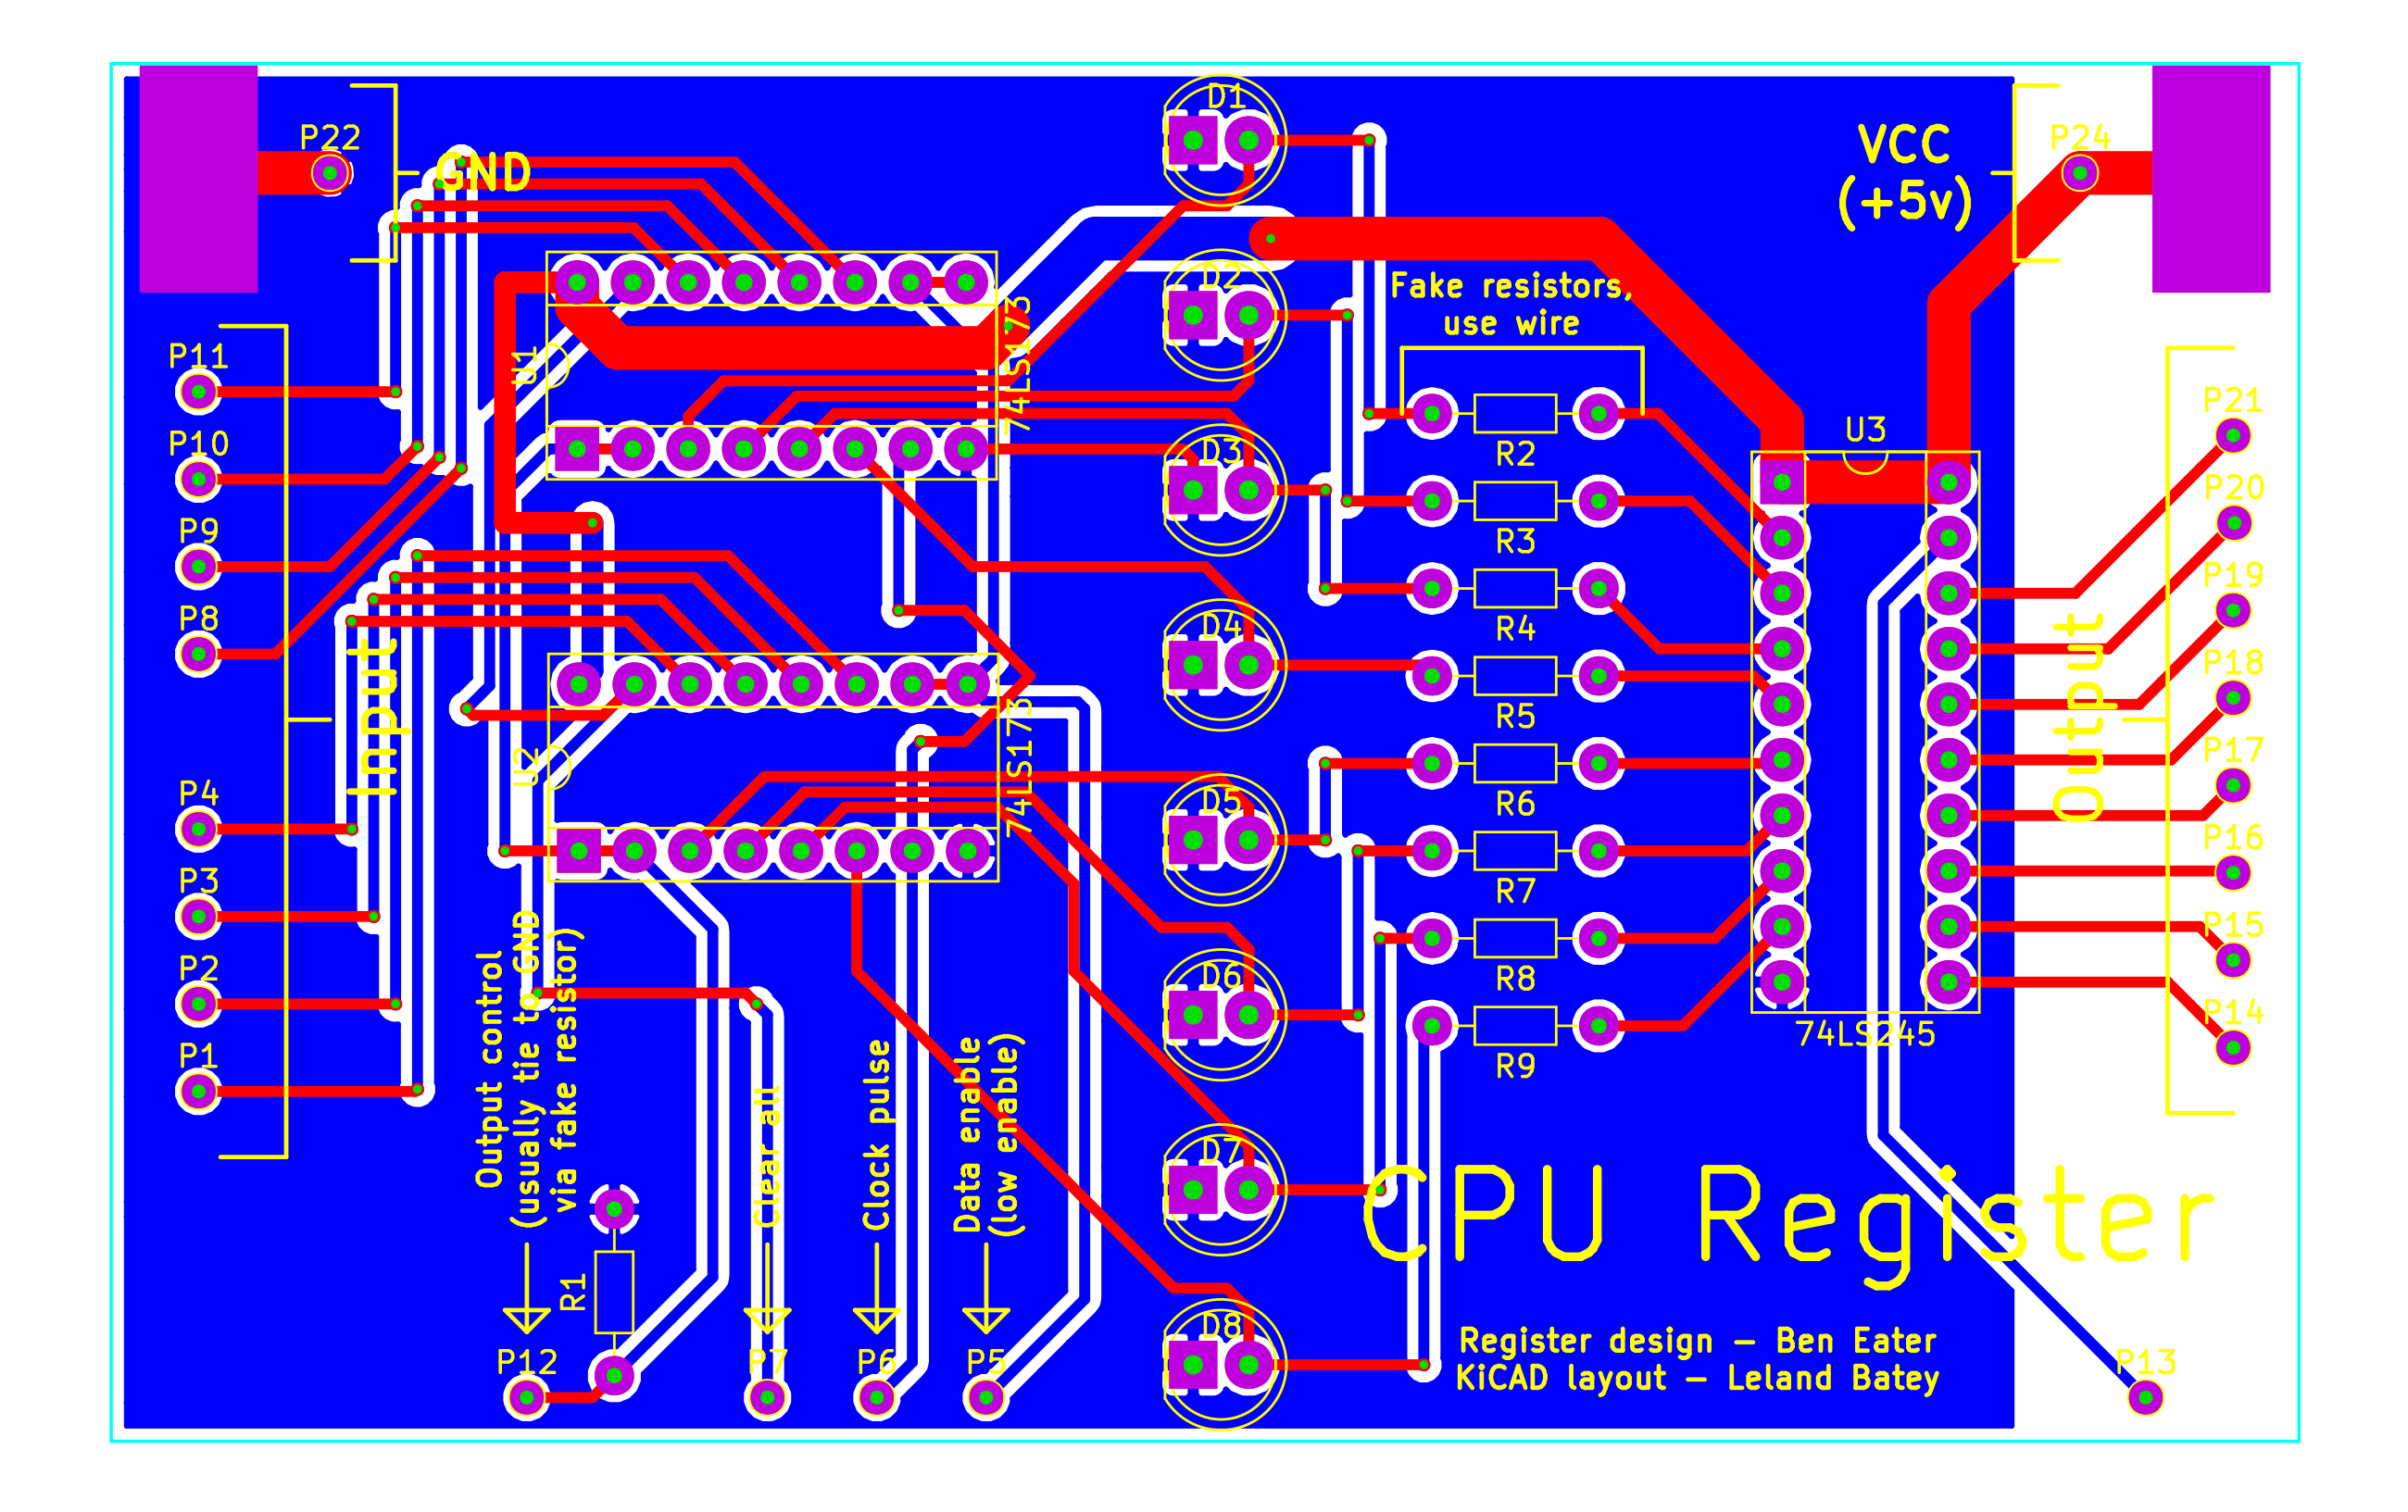 D1
P22
GND
VCC
(+5v)
P24
D2
Fake resistors,
use wire
U1
74LS173
P11
P10
P9
P8
Input
P4
P3
P2
P1
D3
D4
D5
D6
D7
D8
U2
74LS173
R2
R3
R4
R5
R6
R7
R8
R9
U3
74LS245
P21
P20
P19
P18
P17
P16
P15
P14
Output
Output control
(usually tie to GND
via fake resistor)
Clear all
Clock pulse
Data enable
(low enable)
R1
P12
P7
P6
P5
CPU Register
Register design - Ben Eater
KiCAD layout - Leland Batey
P13